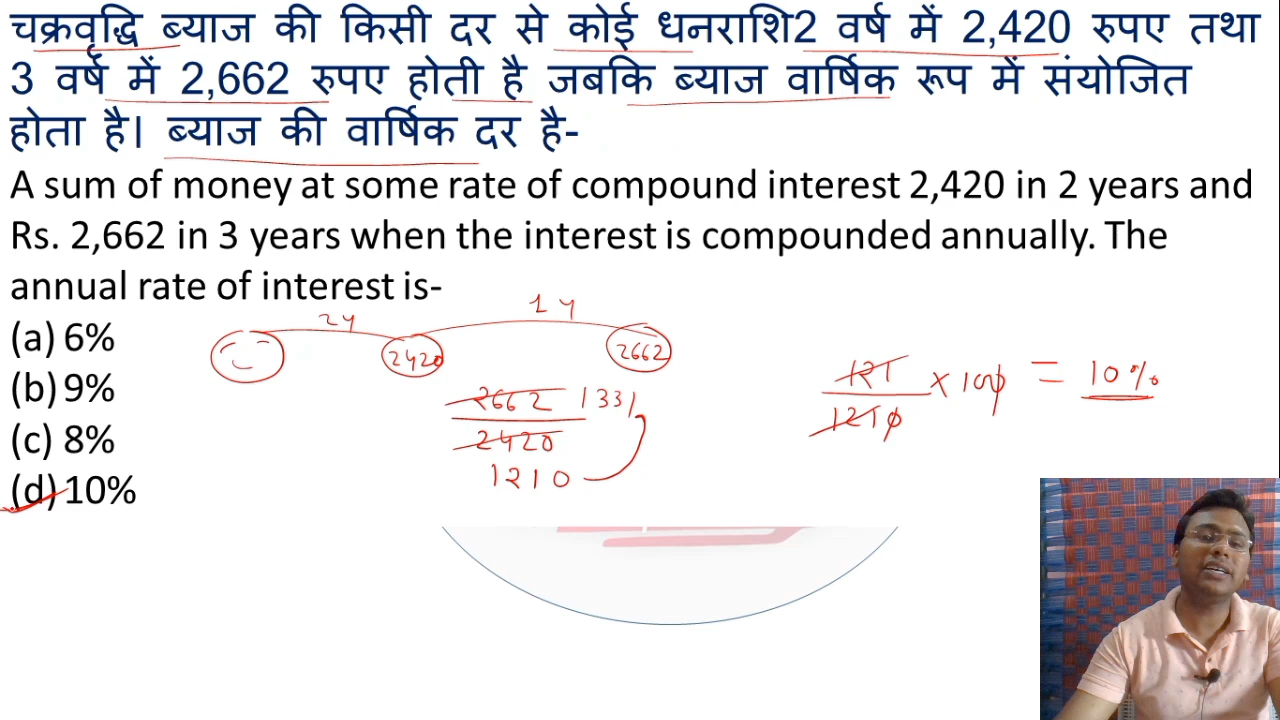 चक्रवृद्धि ब्याज की किसी दर से कोई धनराशि2 वर्ष में 2,420 रुपए तथा
3 वर्ष में 2,662 रुपए होती है जबकि ब्याज वार्षिक रूप में संयोजित
होता है। ब्याज की वार्षिक दर है-
A sum of money at some rate of compound interest 2,420 in 2 years and
Rs. 2,662 in 3 years when the interest is compounded annually. The
annual rate of interest is-
(a) 6%
(b) 9%
(c) 8%
(d) 10%
2y 1y
2420 2662
2662 1331
2420
1210
121 × 100 = 10%
1210